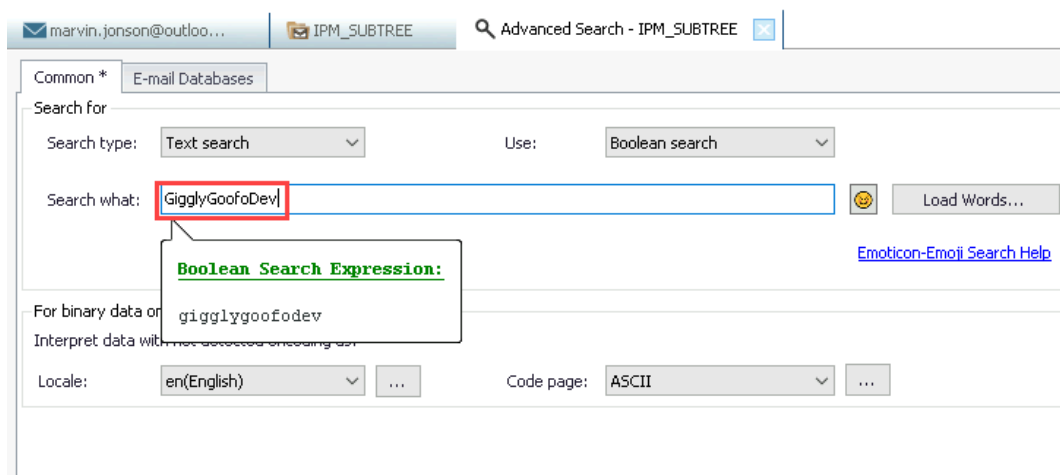 marvin.jonson@outloo... IPM_SUBTREE Advanced Search - IPM_SUBTREE
Common * E-mail Databases
Search for
Search type: Text search Use: Boolean search
Search what: GigglyGoofoDev Load Words...
Emoticon-Emoji Search Help
Boolean Search Expression:
gigglygoofodev
For binary data
Interpret data
Locale: en(English) ... Code page: ASCII ...